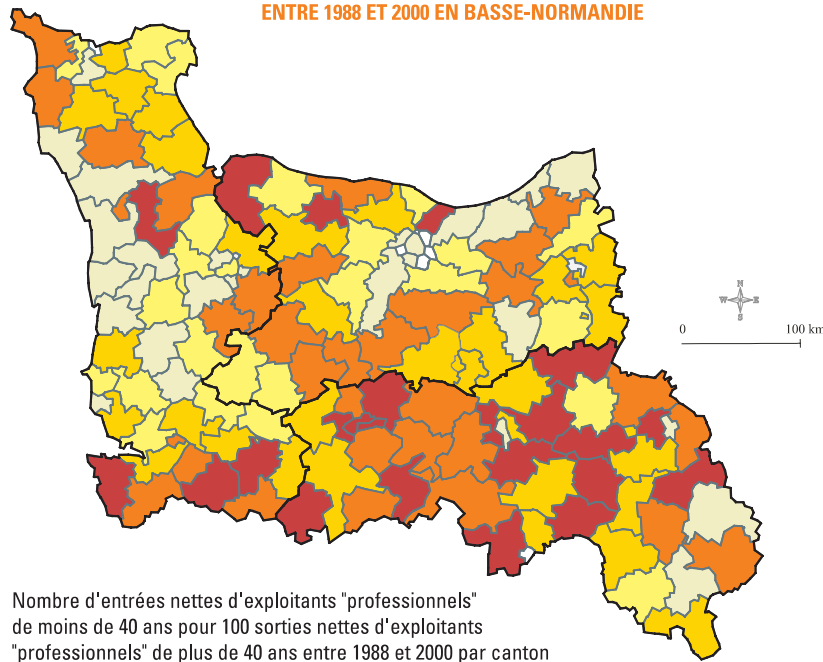 ENTRE 1988 ET 2000 EN BASSE-NORMANDIE
N
W E
S
0 100 km
Nombre d'entrées nettes d'exploitants "professionnels"
de moins de 40 ans pour 100 sorties nettes d'exploitants
"professionnels" de plus de 40 ans entre 1988 et 2000 par canton